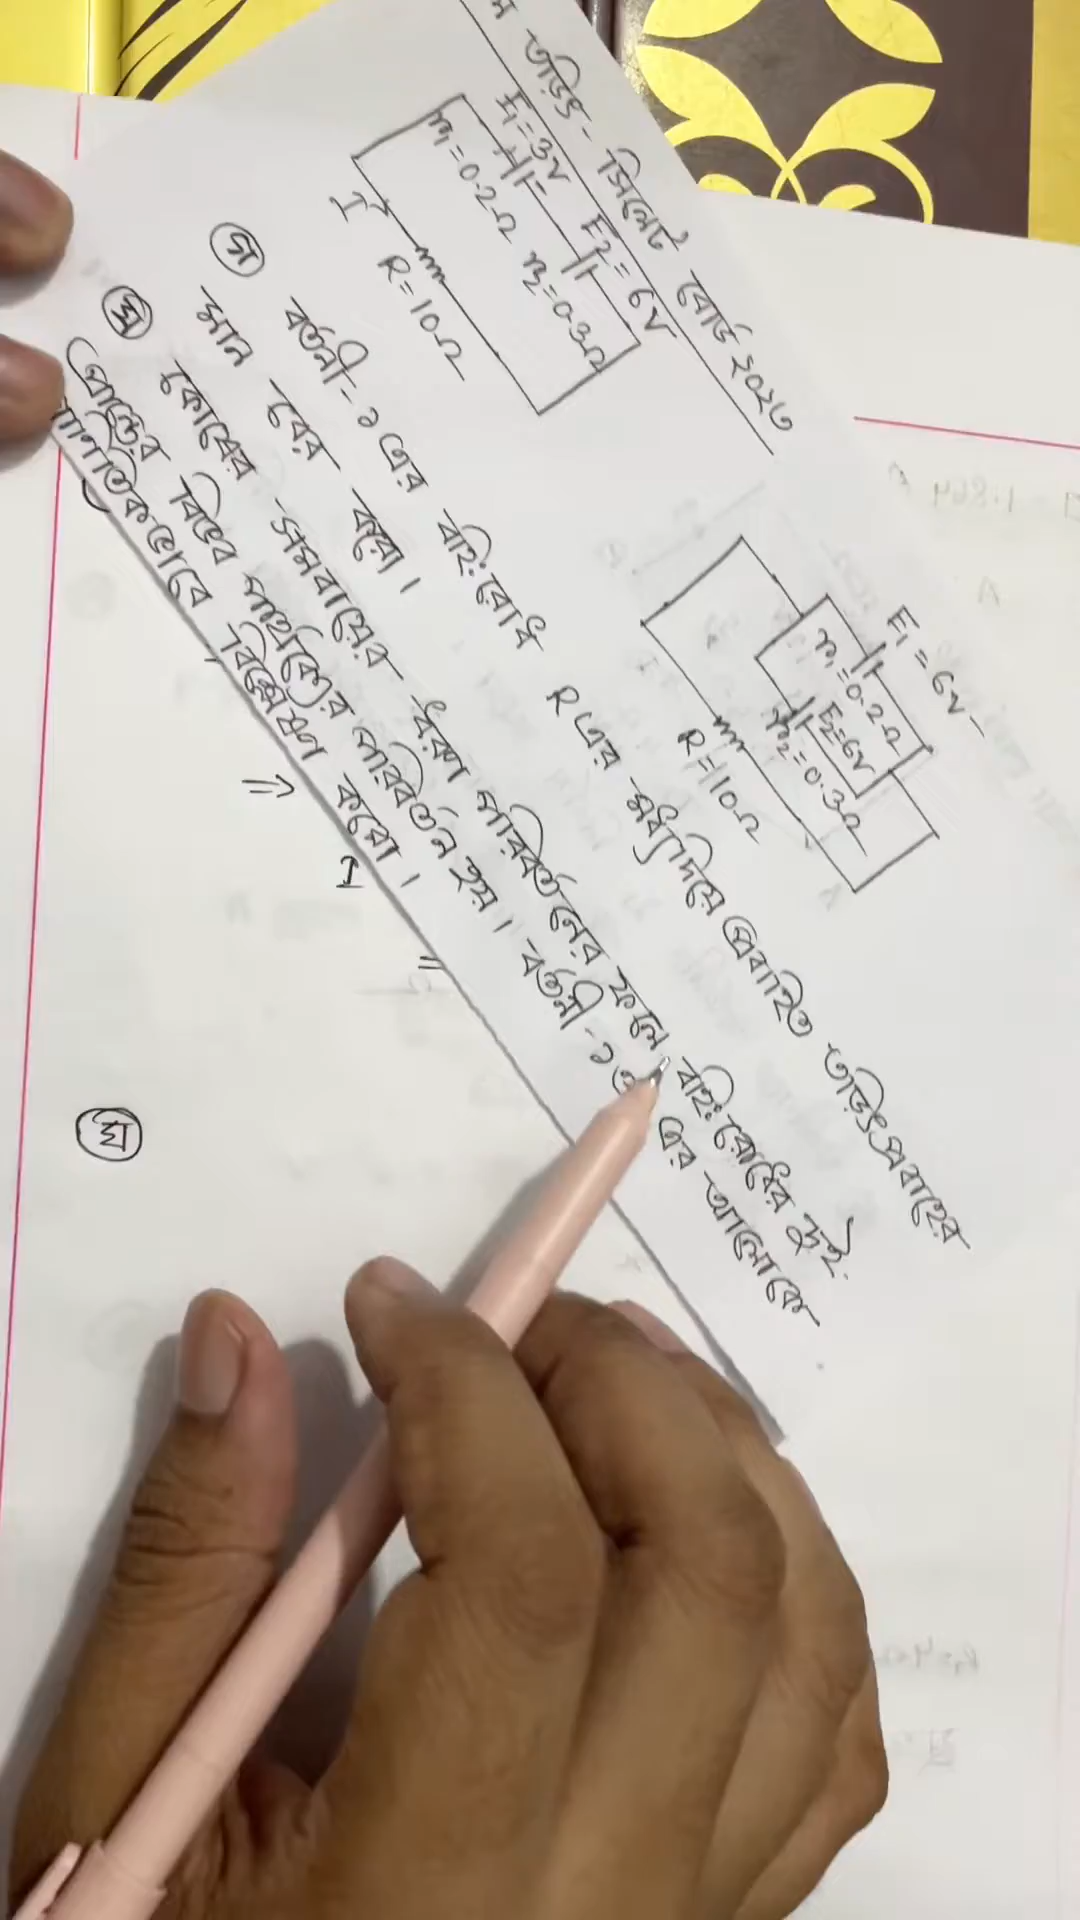 তড়িৎ - সিলেট বোর্ড ২০২৩
E₁=3V E₂=6V
r₁=0.2Ω r₂=0.3Ω
I
R=10Ω
E₁=6V
r₁=0.2Ω
E₂=6V
r₂=0.3Ω
R=10Ω
গ বর্তনী-১ এর বহিঃরোধ R এর মধ্যদিয়ে প্রবাহিত তড়িৎপ্রবাহের
মান বের করো।
ঘ কোষের সমবায়ের ধরন পরিবর্তনের ফলে বহিঃরোধের দুই
প্রান্তের বিভব পার্থক্যের পরিবর্তন হয়। বর্তনী-১ এর আলোকে
গাণিতিকভাবে বিশ্লেষণ করো।
⇒ I =
ঘ